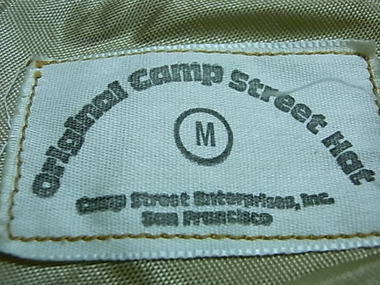 Original Camp Street Hat
M
Camp Street Enterprises, Inc.
San Francisco